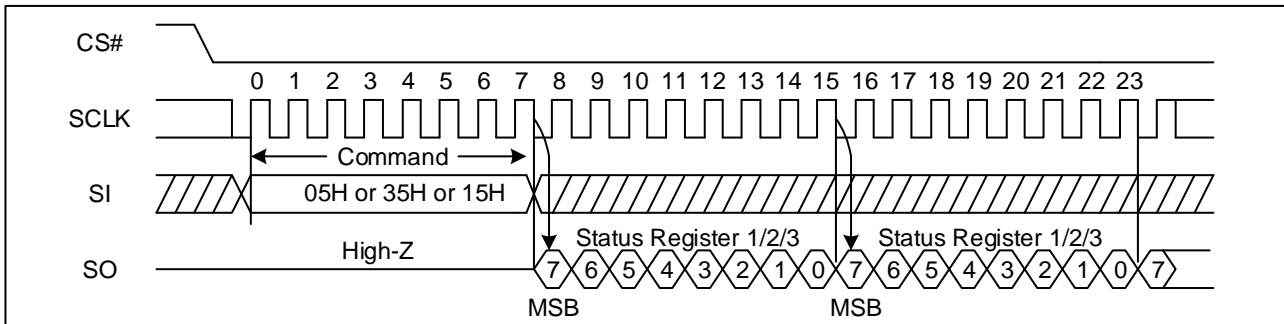 CS#
0 1 2 3 4 5 6 7 8 9 10 11 12 13 14 15 16 17 18 19 20 21 22 23
SCLK
Command
SI 05H or 35H or 15H
High-Z Status Register 1/2/3 Status Register 1/2/3
SO 7 6 5 4 3 2 1 0 7 6 5 4 3 2 1 0 7
MSB MSB